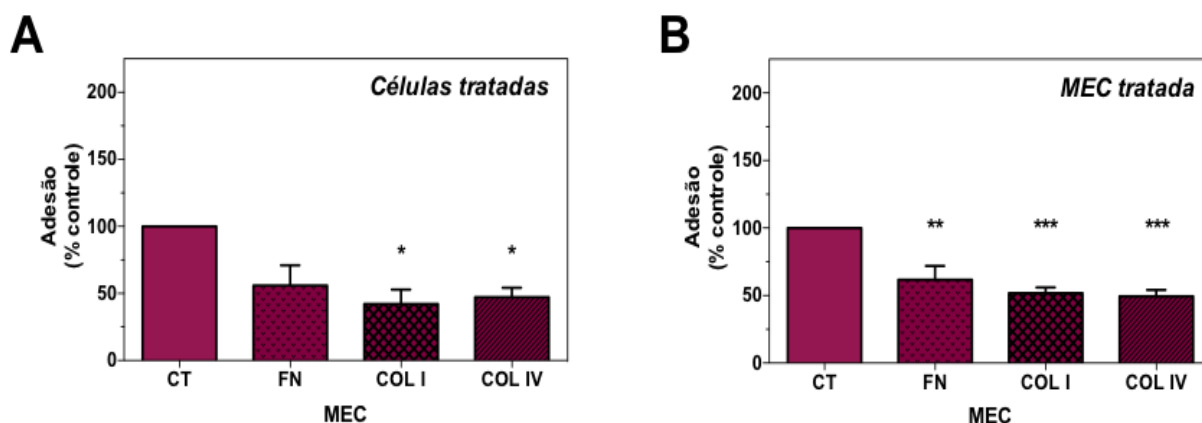 A
Células tratadas
Adesão
(% controle)
200
150
100
50
0
*
*
CT FN COL I COL IV
MEC
B
MEC tratada
Adesão
(% controle)
200
150
100
50
0
**
***
***
CT FN COL I COL IV
MEC